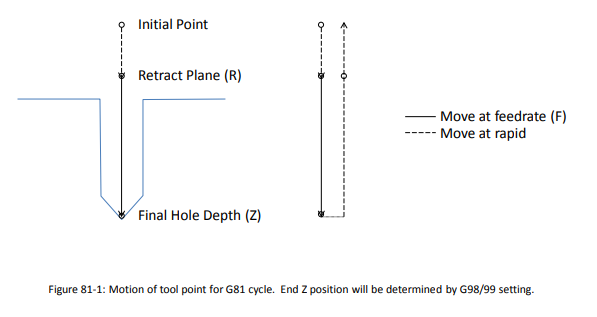 Initial Point
Retract Plane (R)
Final Hole Depth (Z)
Move at feedrate (F)
Move at rapid
Figure 81-1: Motion of tool point for G81 cycle.  End Z position will be determined by G98/99 setting.